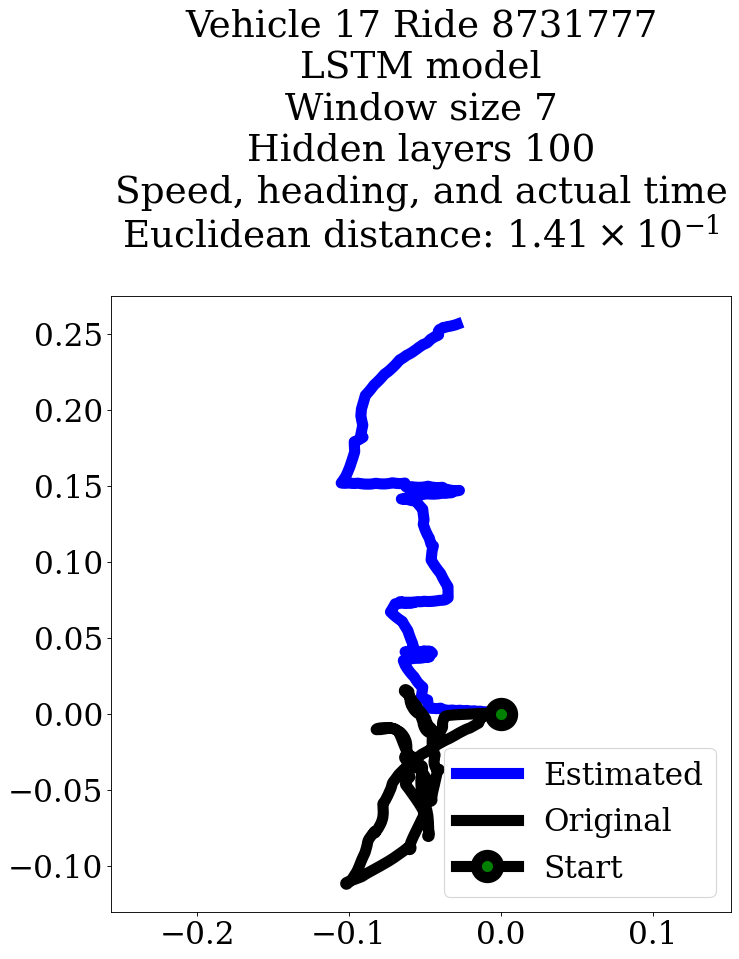 Vehicle 17 Ride 8731777
LSTM model
Window size 7
Hidden layers 100
Speed, heading, and actual time
Euclidean distance: 1.41 × 10⁻¹
0.25
0.20
0.15
0.10
0.05
0.00
−0.05
−0.10
Estimated
Original
Start
−0.2 −0.1 0.0 0.1